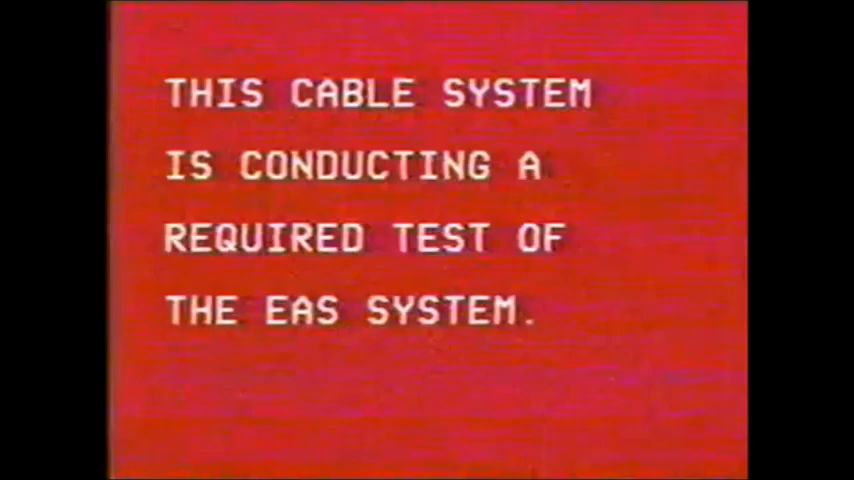 THIS CABLE SYSTEM
IS CONDUCTING A
REQUIRED TEST OF
THE EAS SYSTEM.